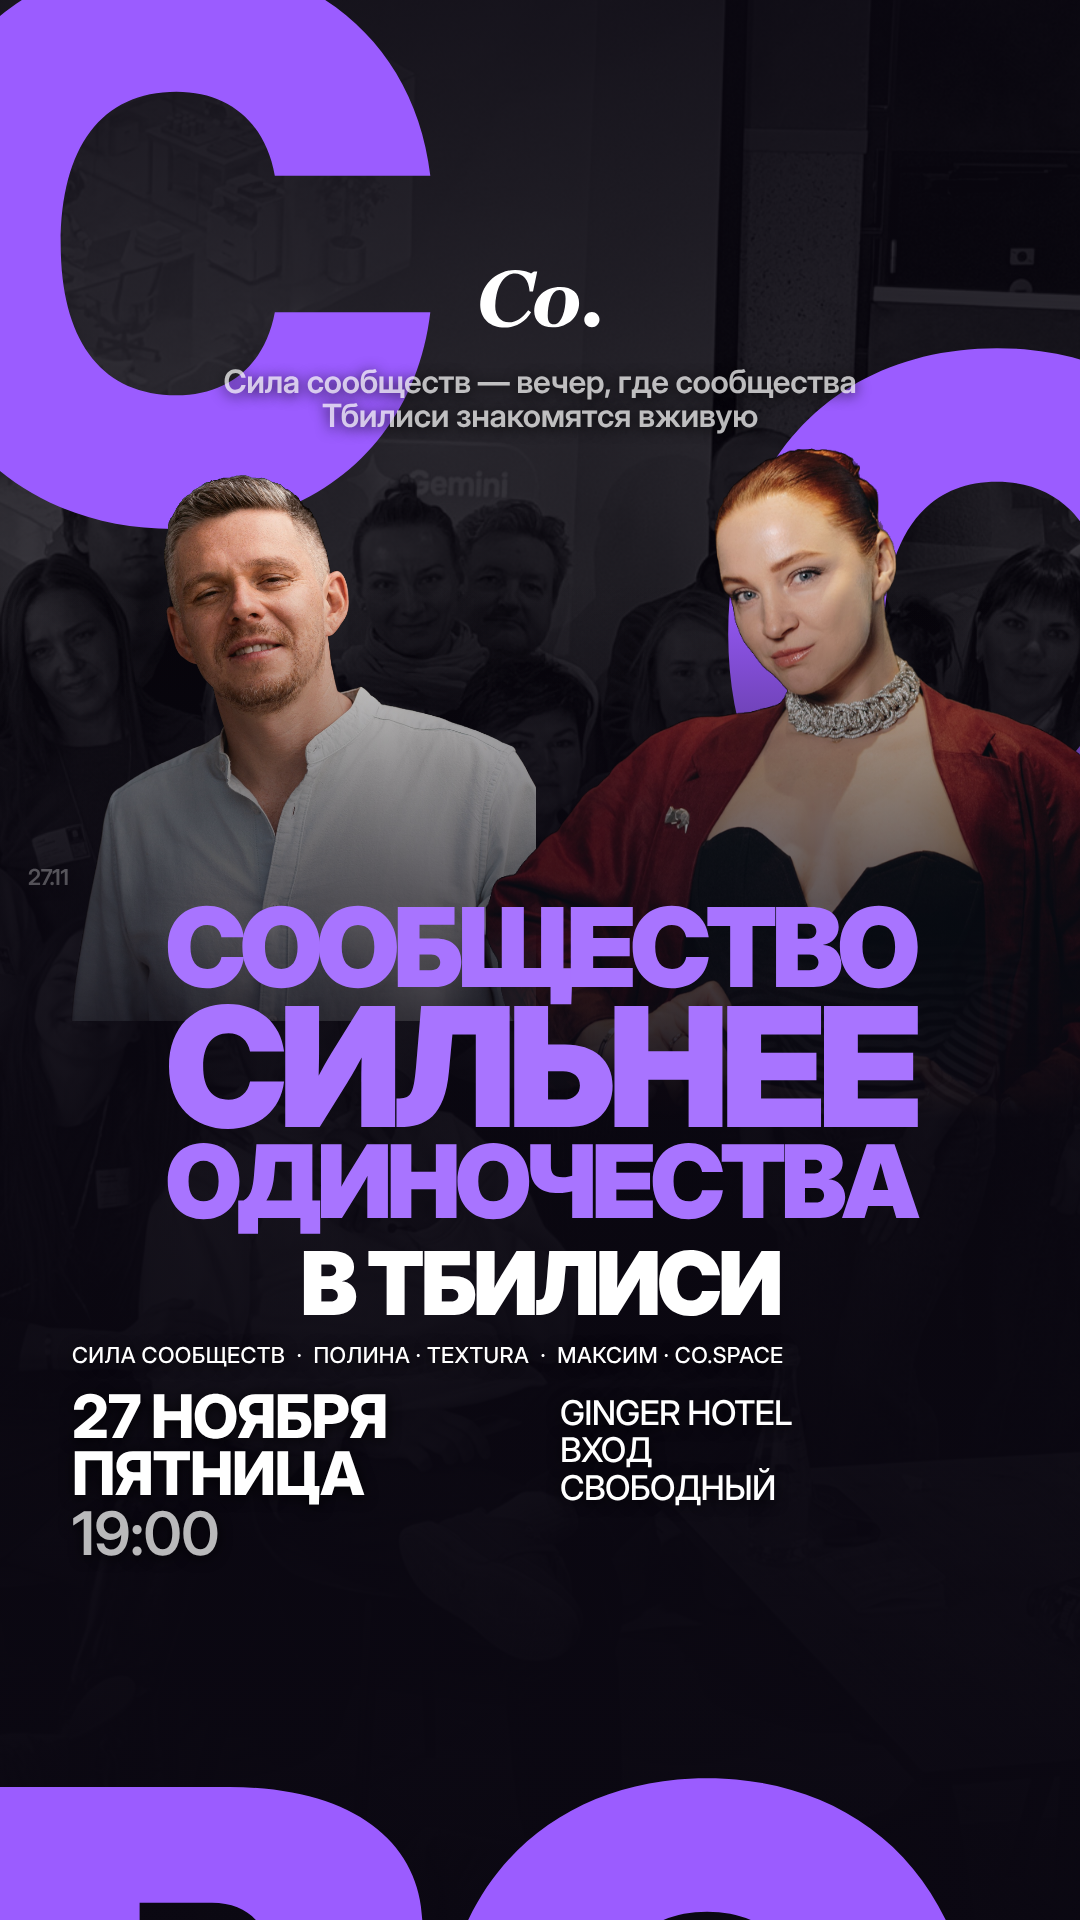 Co.
Сила сообществ — вечер, где сообщества
Тбилиси знакомятся вживую
Gemini
27.11
СООБЩЕСТВО
СИЛЬНЕЕ
ОДИНОЧЕСТВА
В ТБИЛИСИ
СИЛА СООБЩЕСТВ · ПОЛИНА · TEXTURA · МАКСИМ · CO.SPACE
27 НОЯБРЯ
ПЯТНИЦА
19:00
GINGER HOTEL
ВХОД
СВОБОДНЫЙ